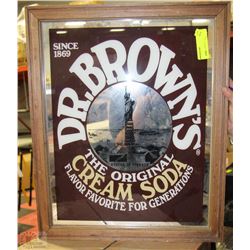 SINCE
1869
DR. BROWN'S
®
THE ORIGINAL
CREAM SODA
FLAVOR FAVORITE FOR GENERATIONS